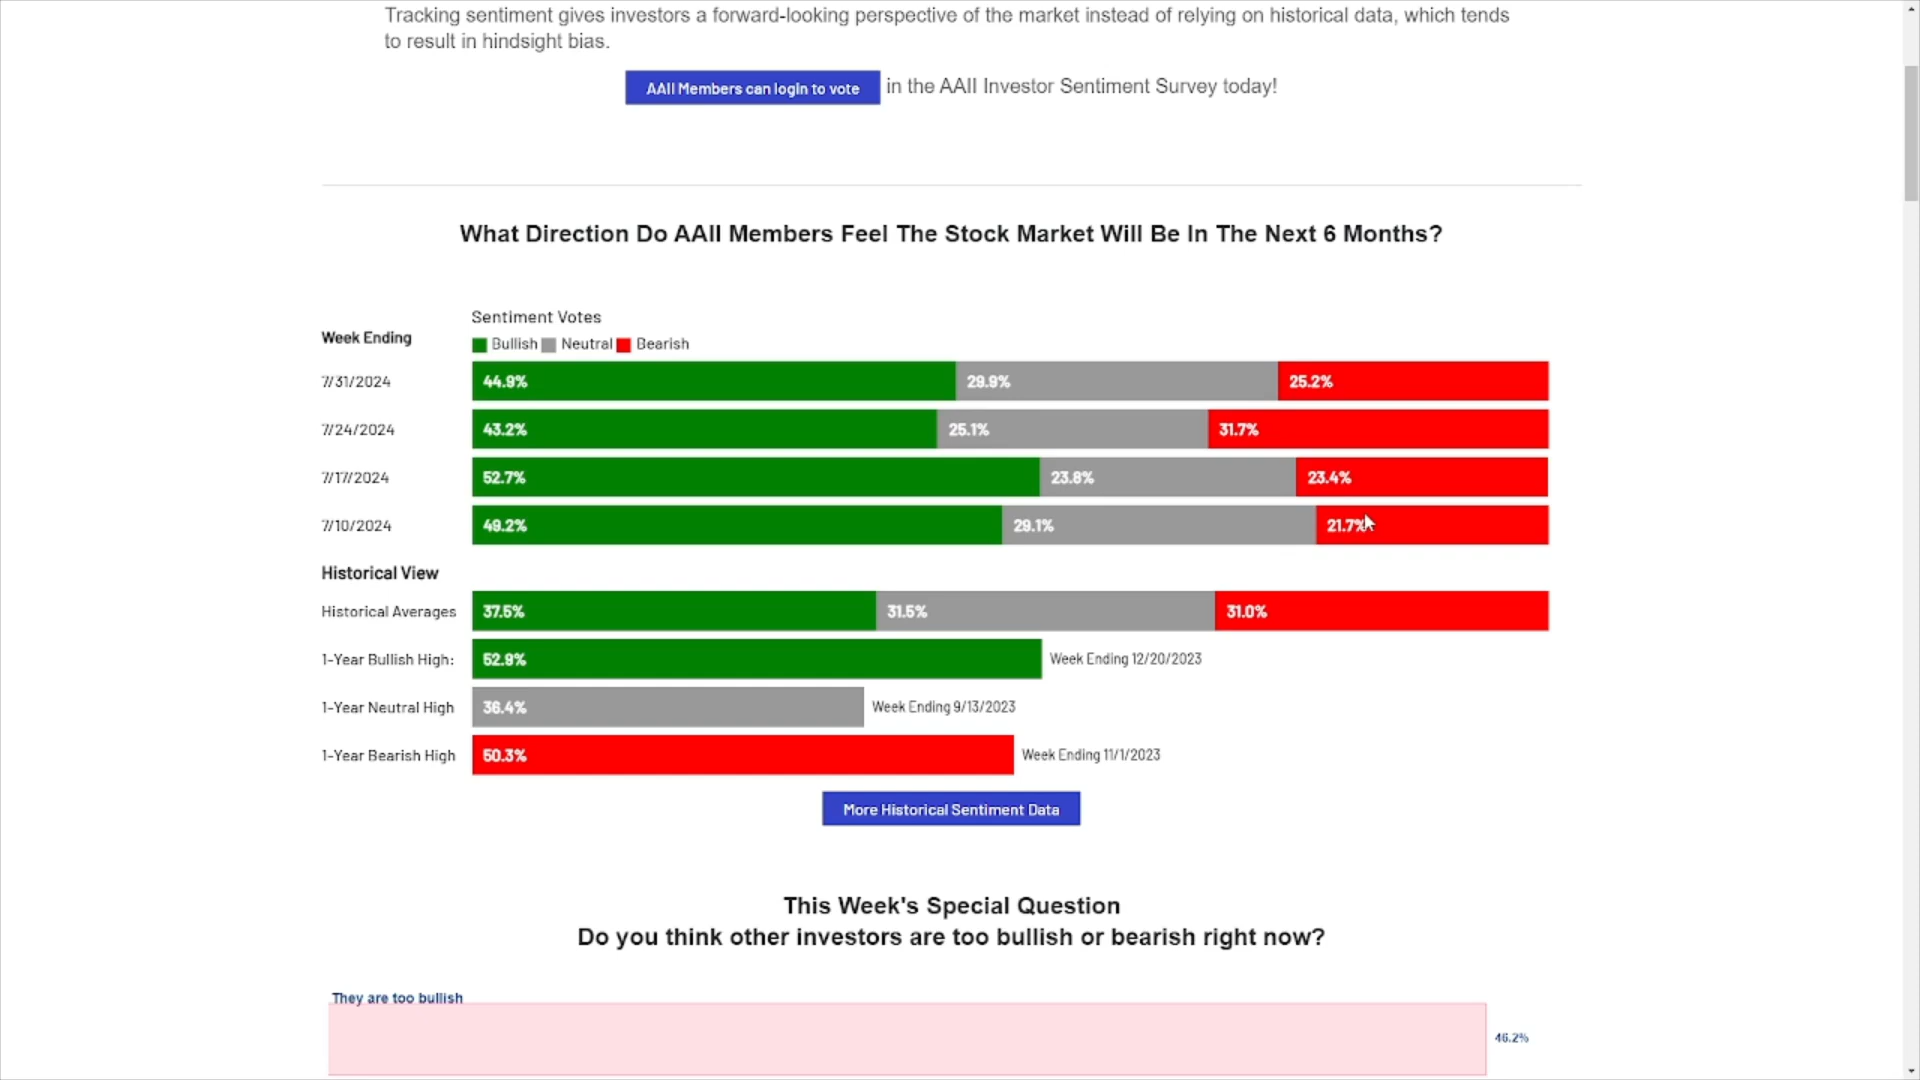 Tracking sentiment gives investors a forward-looking perspective of the market instead of relying on historical data, which tends
to result in hindsight bias.
AAII Members can login to vote in the AAII Investor Sentiment Survey today!
What Direction Do AAII Members Feel The Stock Market Will Be In The Next 6 Months?
Sentiment Votes
Week Ending
Bullish Neutral Bearish
7/31/2024 44.9% 29.9% 25.2%
7/24/2024 43.2% 25.1% 31.7%
7/17/2024 52.7% 23.8% 23.4%
7/10/2024 49.2% 29.1% 21.7%
Historical View
Historical Averages 37.5% 31.5% 31.0%
1-Year Bullish High: 52.9% Week Ending 12/20/2023
1-Year Neutral High 36.4% Week Ending 9/13/2023
1-Year Bearish High 50.3% Week Ending 11/1/2023
More Historical Sentiment Data
This Week's Special Question
Do you think other investors are too bullish or bearish right now?
They are too bullish
46.2%